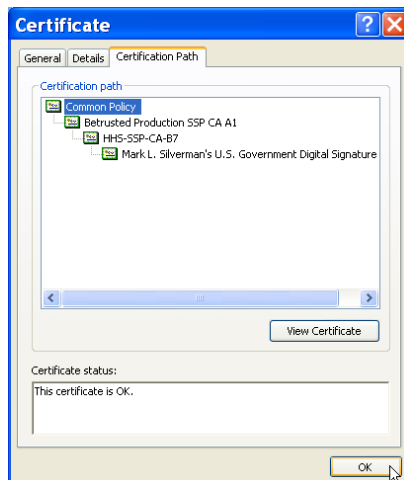 Certificate
General Details Certification Path
Certification path
Common Policy
Betrusted Production SSP CA A1
HHS-SSP-CA-B7
Mark L. Silverman's U.S. Government Digital Signature
View Certificate
Certificate status:
This certificate is OK.
OK